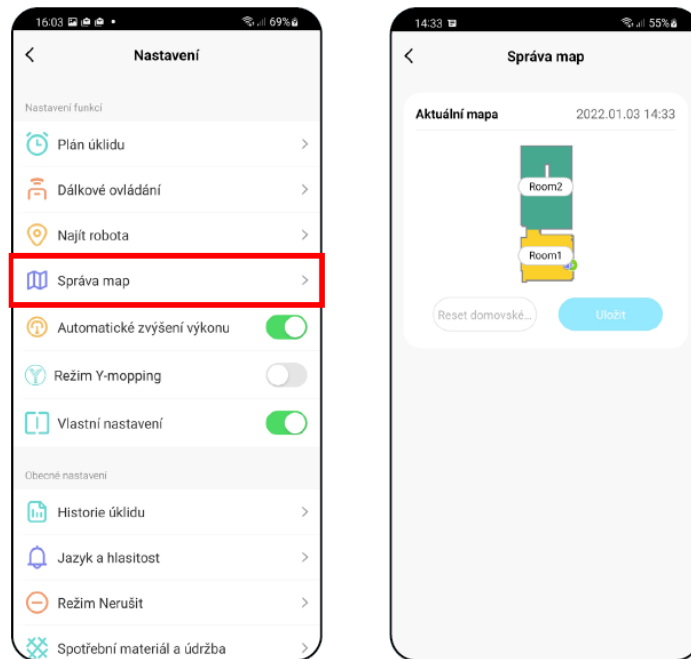 16:03 69%
Nastavení
Nastavení funkcí
Plán úklidu
Dálkové ovládání
Najít robota
Správa map
Automatické zvýšení výkonu
Režim Y-mopping
Vlastní nastavení
Obecné nastavení
Historie úklidu
Jazyk a hlasitost
Režim Nerušit
Spotřební materiál a údržba
14:33 55%
Správa map
Aktuální mapa 2022.01.03 14:33
Room2
Room1
Reset domovské... Uložit